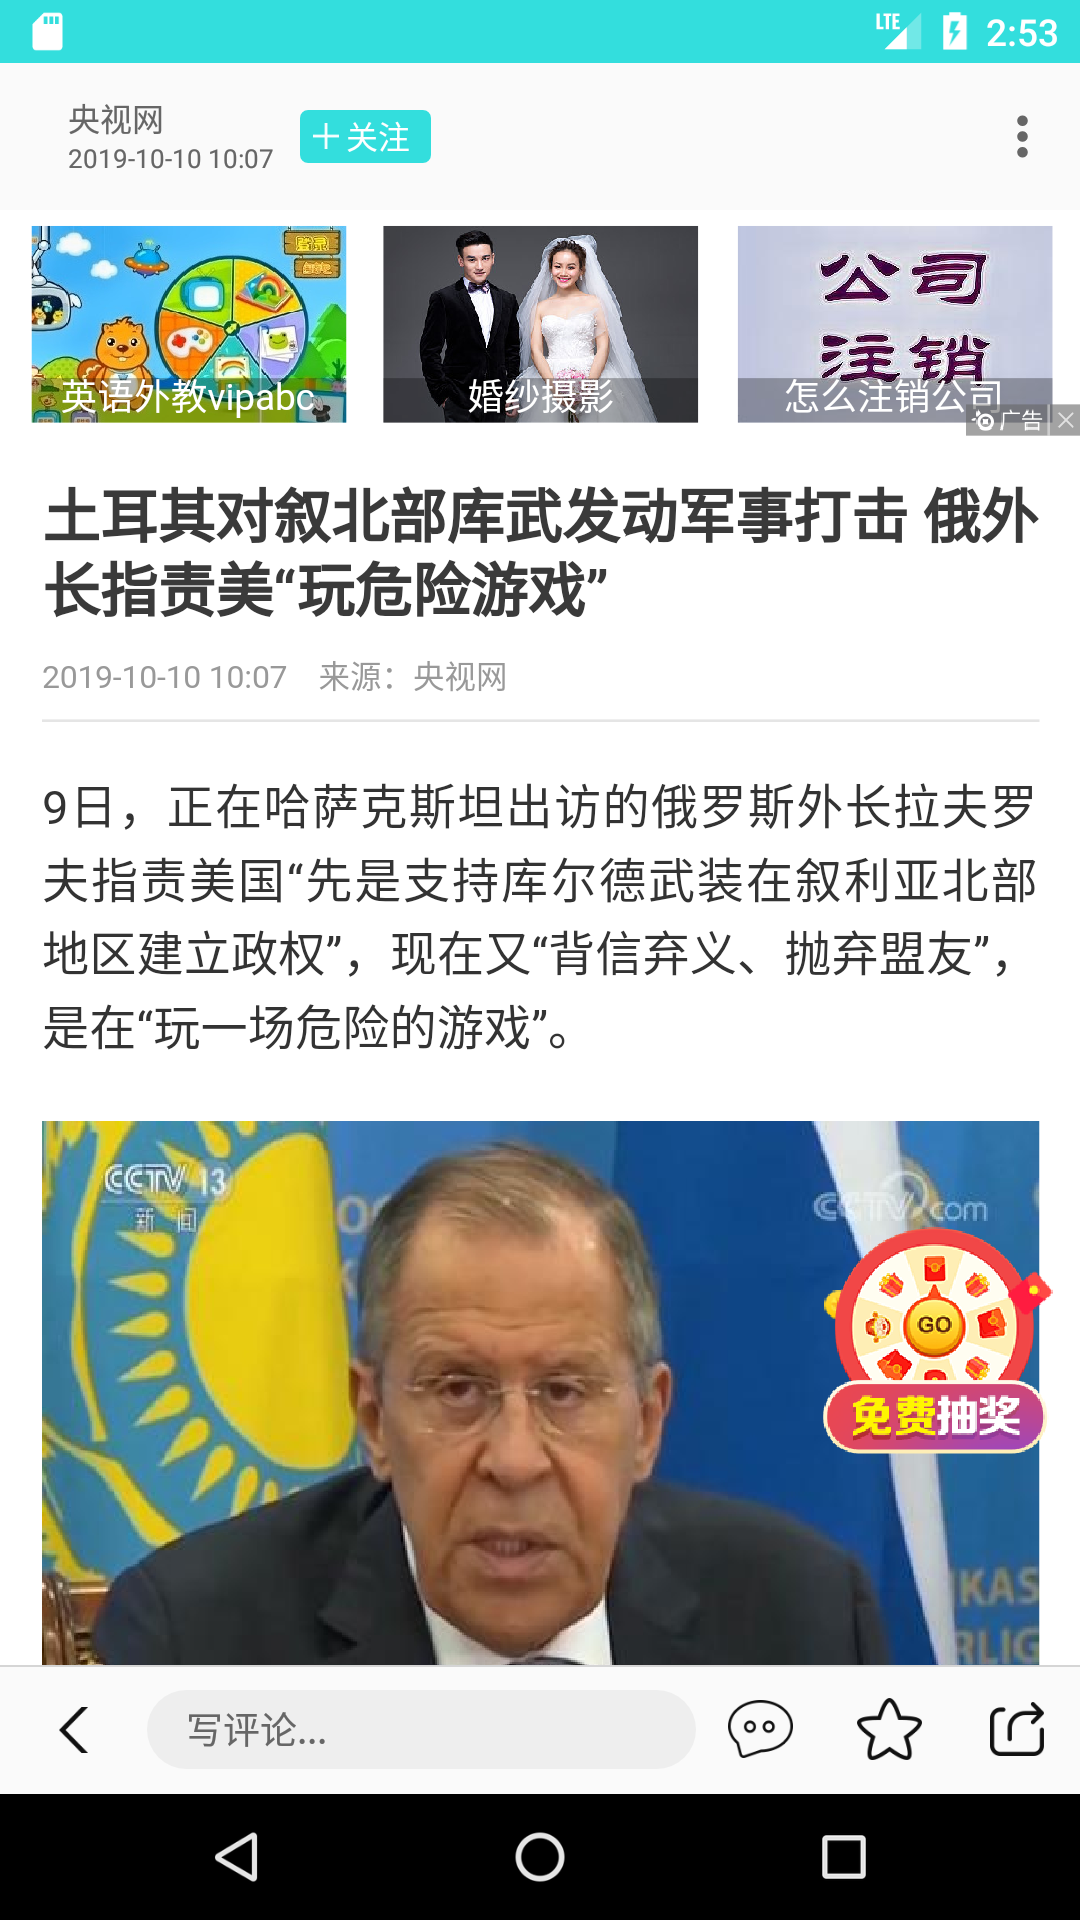 LTE 2:53
央视网
2019-10-10 10:07
关注
登录
英语外教vipabc
婚纱摄影
公司
注销
怎么注销公司
广告
土耳其对叙北部库武发动军事打击 俄外
长指责美“玩危险游戏”
2019-10-10 10:07 来源：央视网
9日，正在哈萨克斯坦出访的俄罗斯外长拉夫罗
夫指责美国“先是支持库尔德武装在叙利亚北部
地区建立政权”，现在又“背信弃义、抛弃盟友”，
是在“玩一场危险的游戏”。
CCTV 13
新闻
CCTV.com
GO
免费抽奖
KAS
RLIG
写评论...